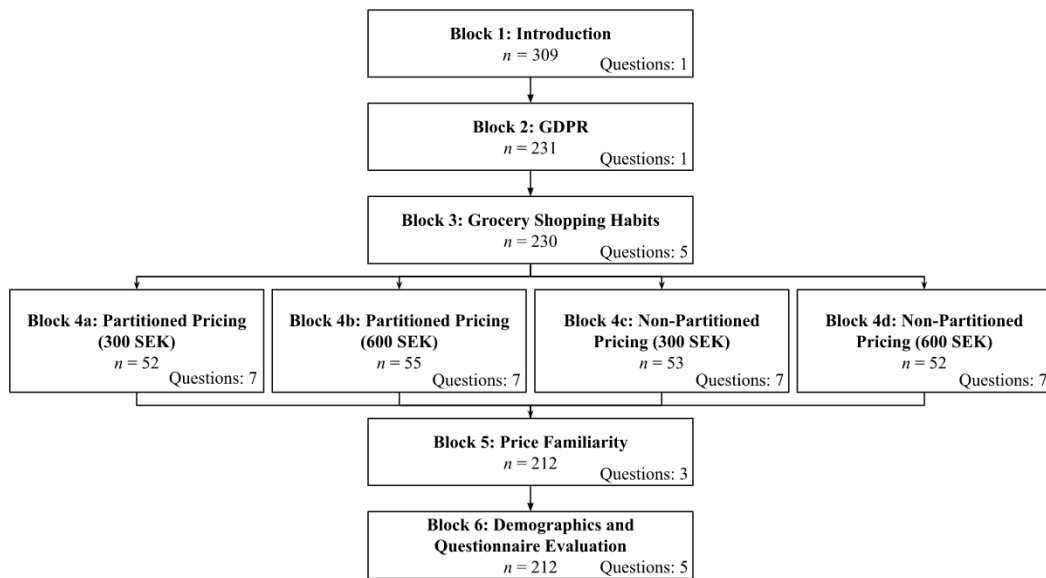 Block 1: Introduction
n = 309
Questions: 1
Block 2: GDPR
n = 231
Questions: 1
Block 3: Grocery Shopping Habits
n = 230
Questions: 5
Block 4a: Partitioned Pricing
(300 SEK)
n = 52
Questions: 7
Block 4b: Partitioned Pricing
(600 SEK)
n = 55
Questions: 7
Block 4c: Non-Partitioned
Pricing (300 SEK)
n = 53
Questions: 7
Block 4d: Non-Partitioned
Pricing (600 SEK)
n = 52
Questions: 7
Block 5: Price Familiarity
n = 212
Questions: 3
Block 6: Demographics and
Questionnaire Evaluation
n = 212
Questions: 5